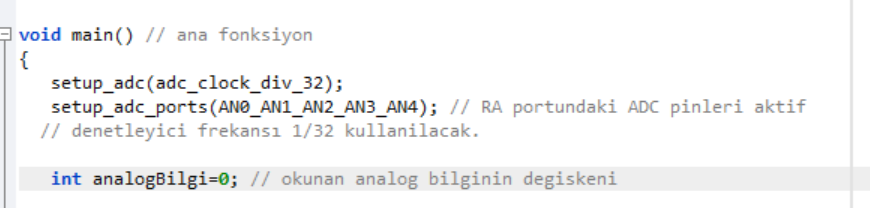 void main() // ana fonksiyon
{
setup_adc(adc_clock_div_32);
setup_adc_ports(AN0_AN1_AN2_AN3_AN4); // RA portundaki ADC pinleri aktif
// denetleyici frekansı 1/32 kullanilacak.
int analogBilgi=0; // okunan analog bilginin degiskeni